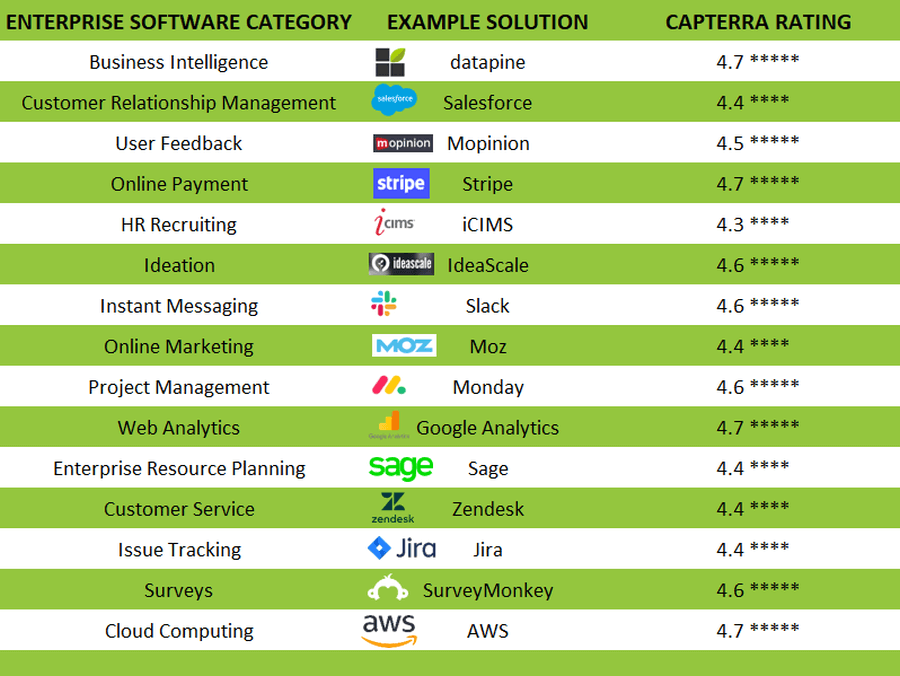 ENTERPRISE SOFTWARE CATEGORY EXAMPLE SOLUTION CAPTERRA RATING
Business Intelligence datapine 4.7 *****
Customer Relationship Management salesforce Salesforce 4.4 ****
User Feedback mopinion Mopinion 4.5 *****
Online Payment stripe Stripe 4.7 *****
HR Recruiting iCIMS iCIMS 4.3 ****
Ideation ideascale IdeaScale 4.6 *****
Instant Messaging Slack 4.6 *****
Online Marketing MOZ Moz 4.4 ****
Project Management Monday 4.6 *****
Web Analytics Google Analytics Google Analytics 4.7 *****
Enterprise Resource Planning sage Sage 4.4 ****
Customer Service zendesk Zendesk 4.4 ****
Issue Tracking Jira Jira 4.4 ****
Surveys SurveyMonkey 4.6 *****
Cloud Computing aws AWS 4.7 *****